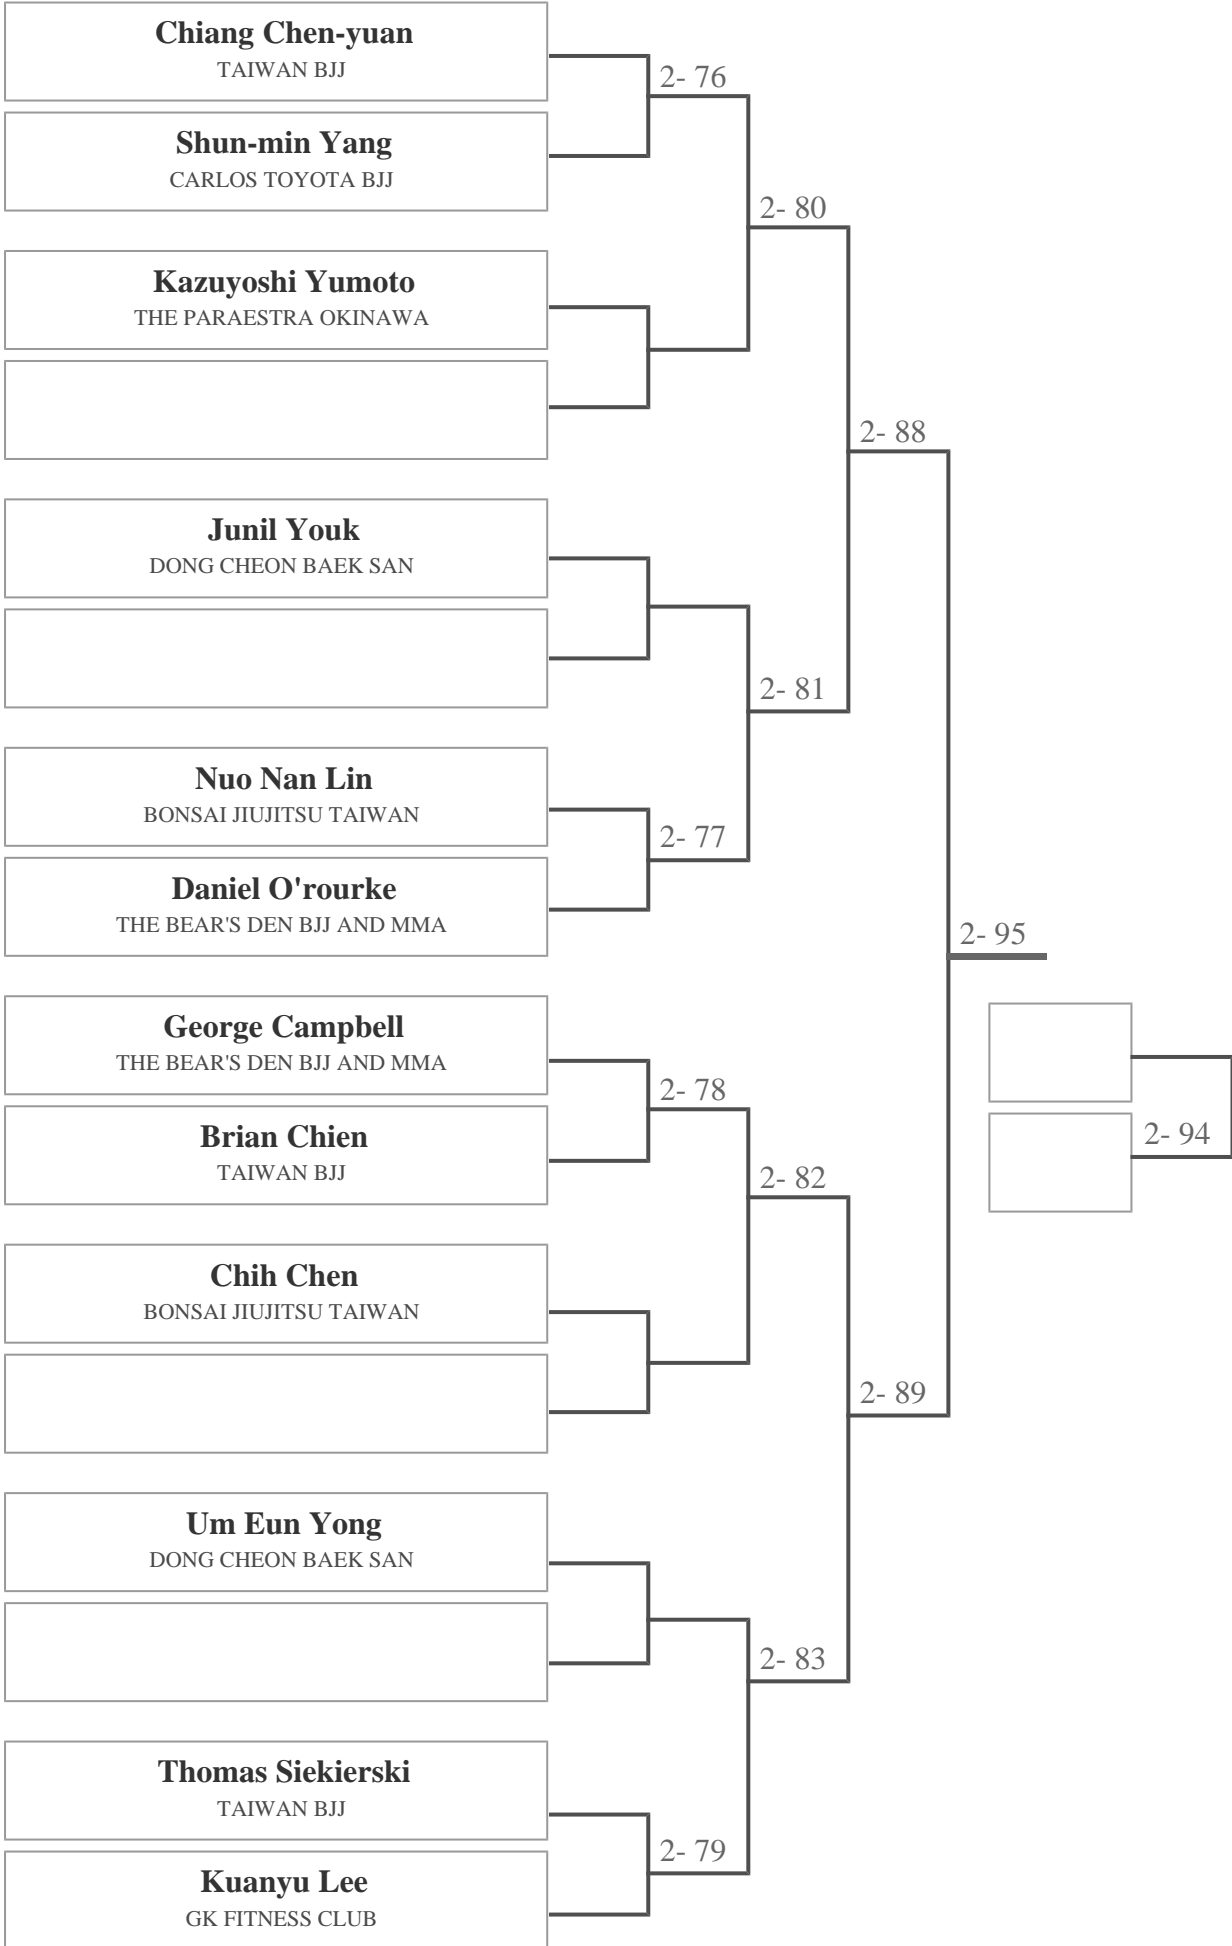 Chiang Chen-yuan
TAIWAN BJJ
2- 76
Shun-min Yang
CARLOS TOYOTA BJJ
2- 80
Kazuyoshi Yumoto
THE PARAESTRA OKINAWA
2- 88
Junil Youk
DONG CHEON BAEK SAN
2- 81
Nuo Nan Lin
BONSAI JIUJITSU TAIWAN
2- 77
Daniel O'rourke
THE BEAR'S DEN BJJ AND MMA
2- 95
George Campbell
THE BEAR'S DEN BJJ AND MMA
2- 78
Brian Chien
TAIWAN BJJ
2- 94
2- 82
Chih Chen
BONSAI JIUJITSU TAIWAN
2- 89
Um Eun Yong
DONG CHEON BAEK SAN
2- 83
Thomas Siekierski
TAIWAN BJJ
2- 79
Kuanyu Lee
GK FITNESS CLUB